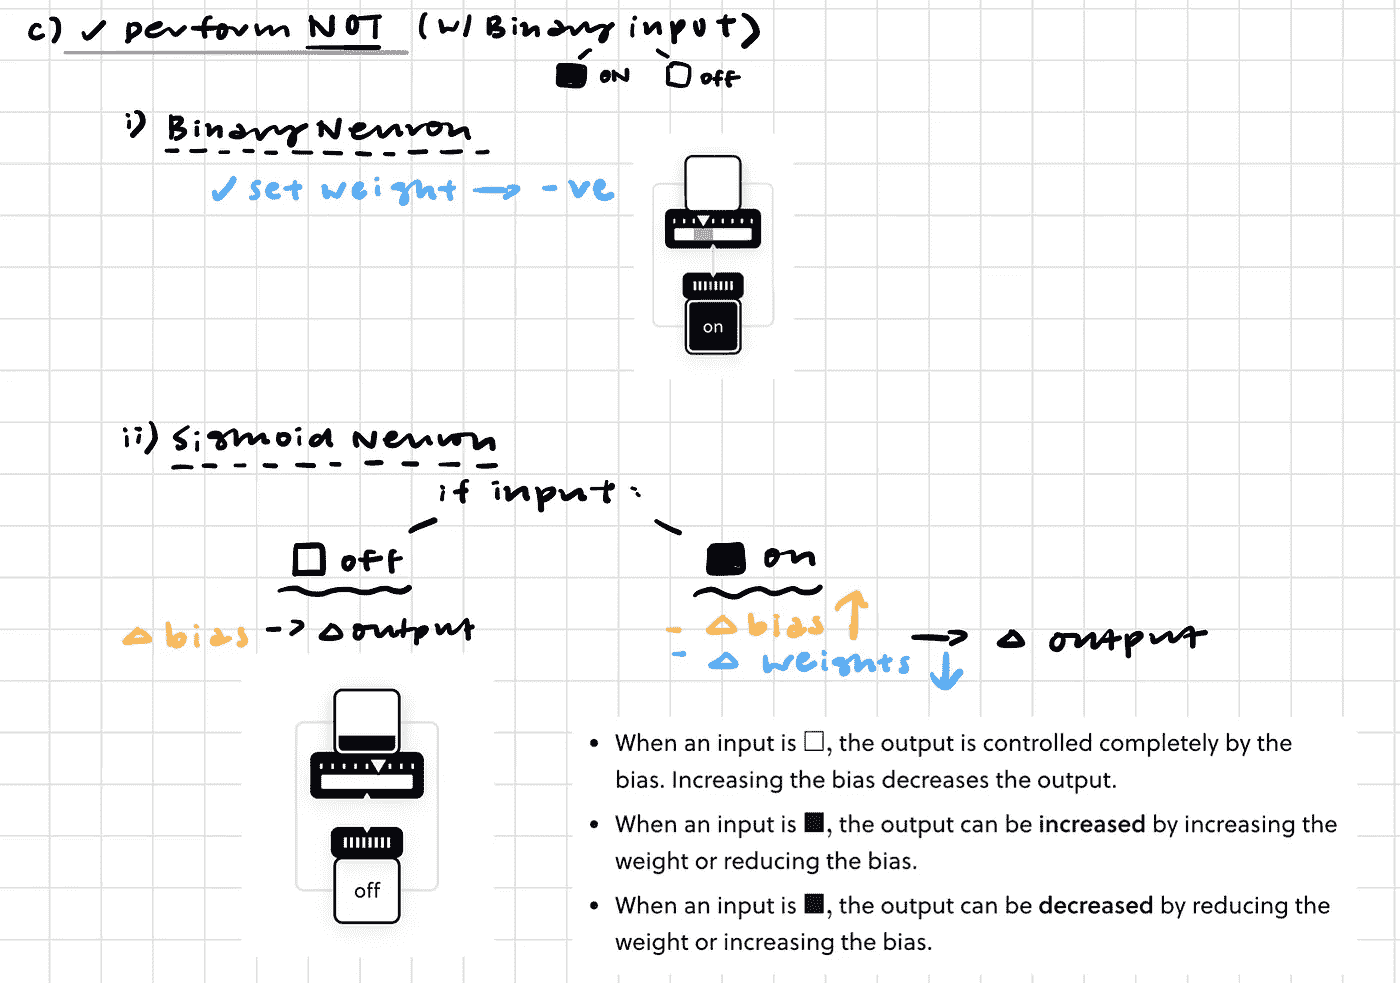 c) ✓ perform NOT (w/ Binary input)
■ ON □ off
i) Binary Neuron
✓ set weight → -ve
on
ii) Sigmoid Neuron
if input :
□ off ■ on
Δ bias -> Δ output
- Δ bias ↑
- Δ weights ↓ → Δ output
off
• When an input is □, the output is controlled completely by the
bias. Increasing the bias decreases the output.
• When an input is ■, the output can be increased by increasing the
weight or reducing the bias.
• When an input is ■, the output can be decreased by reducing the
weight or increasing the bias.